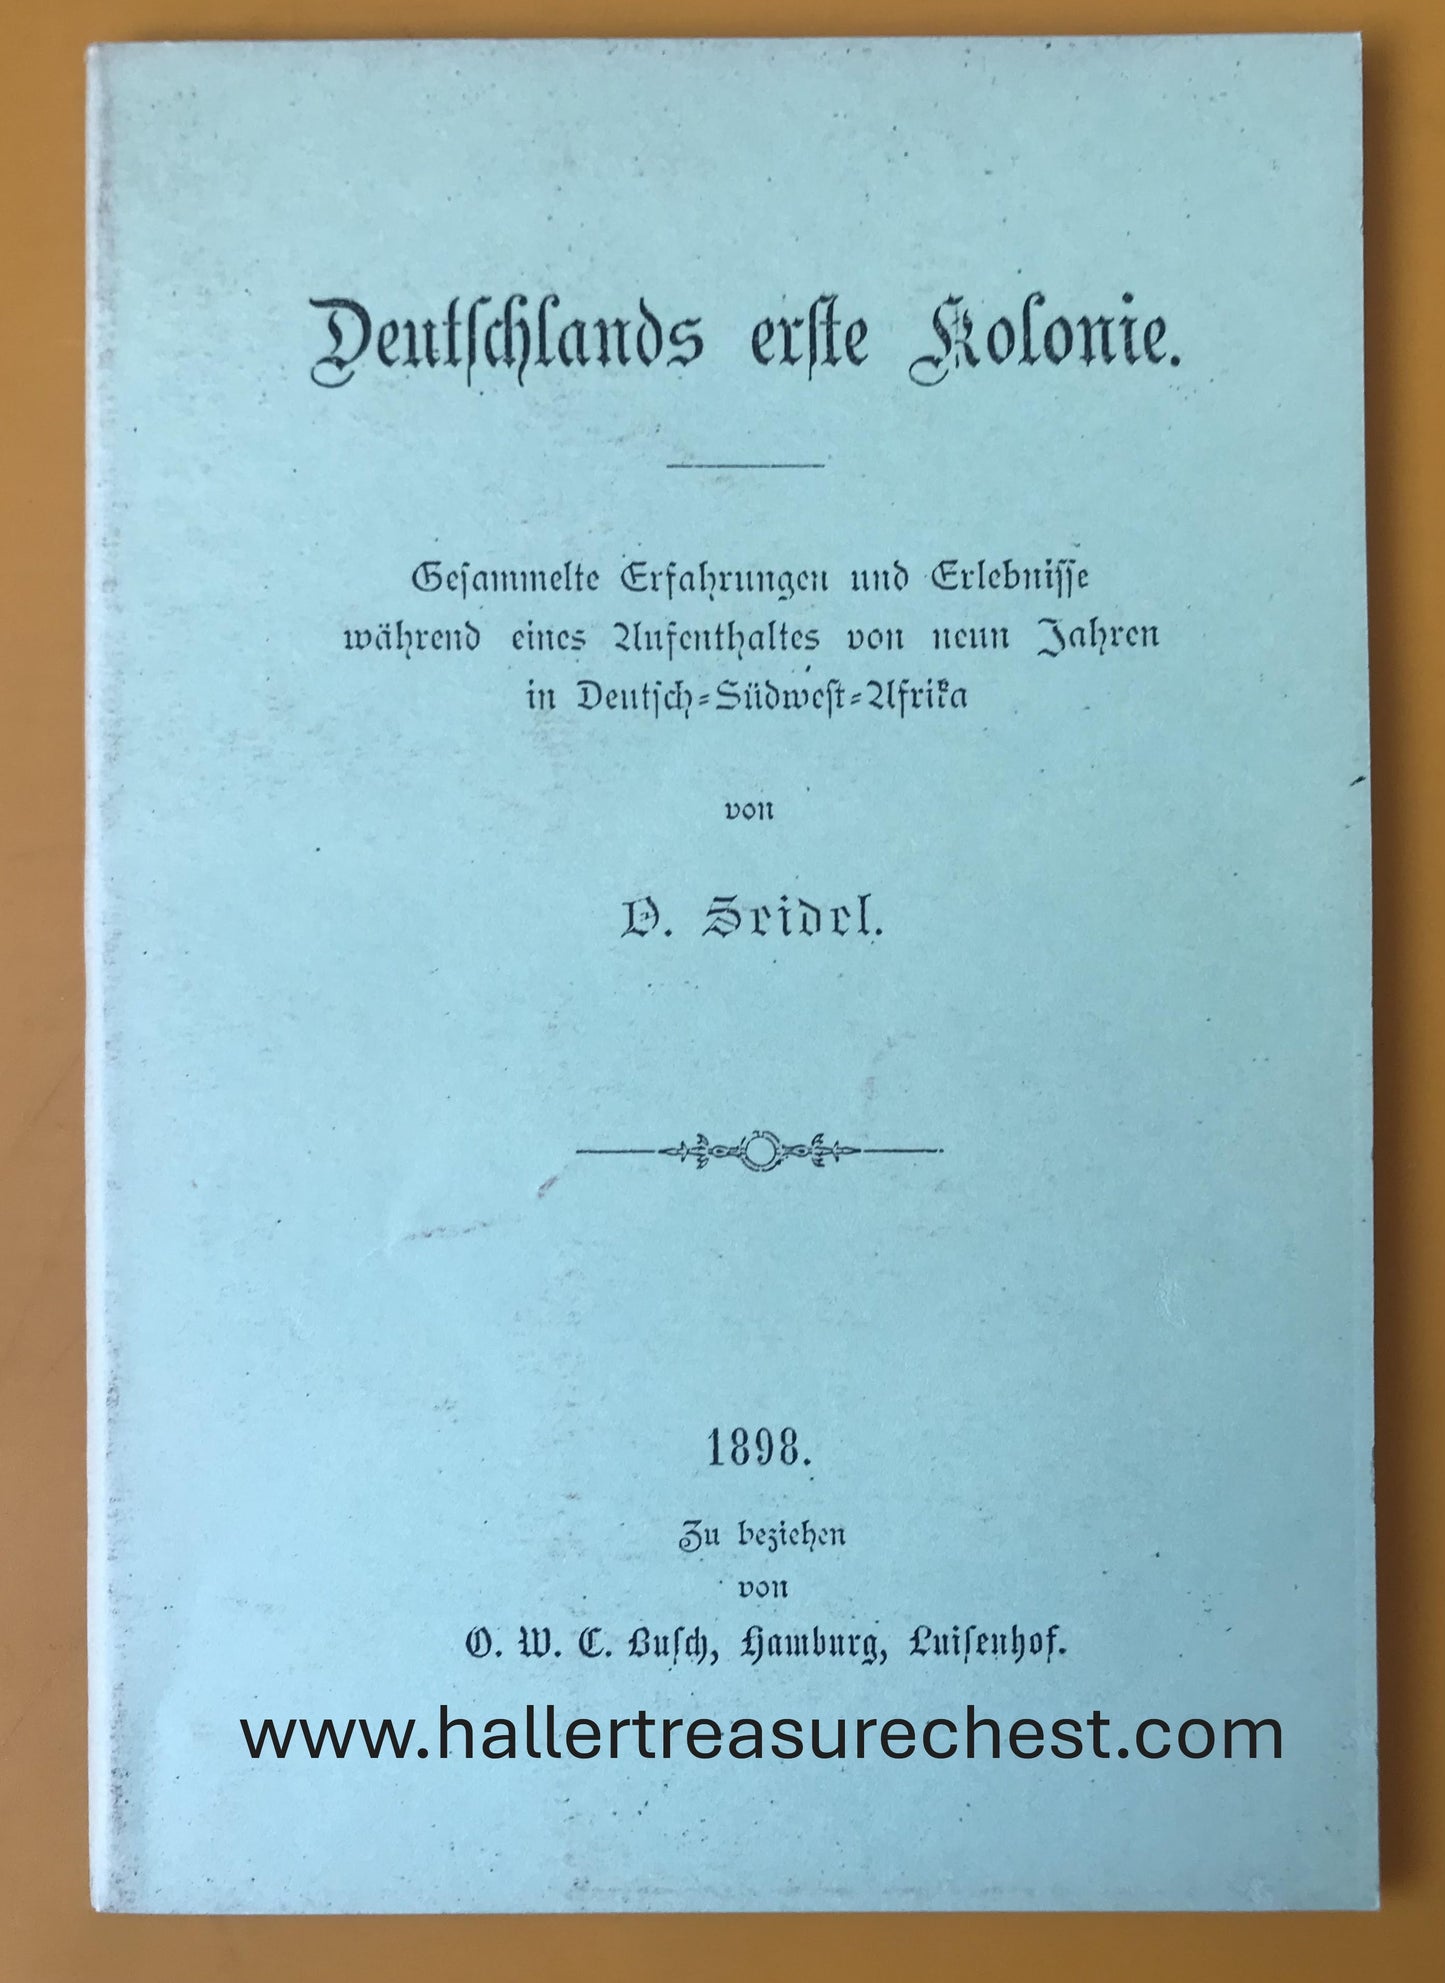 Deutſchlands erſte Kolonie.
Geſammelte Erfahrungen und Erlebniſſe
während eines Aufenthaltes von neun Jahren
in Deutſch⸗Südweſt⸗Afrika
von
D. Seidel.
1898.
Zu beziehen
von
O. W. C. Buſch, Hamburg, Luiſenhof.
www.hallertreasurechest.com